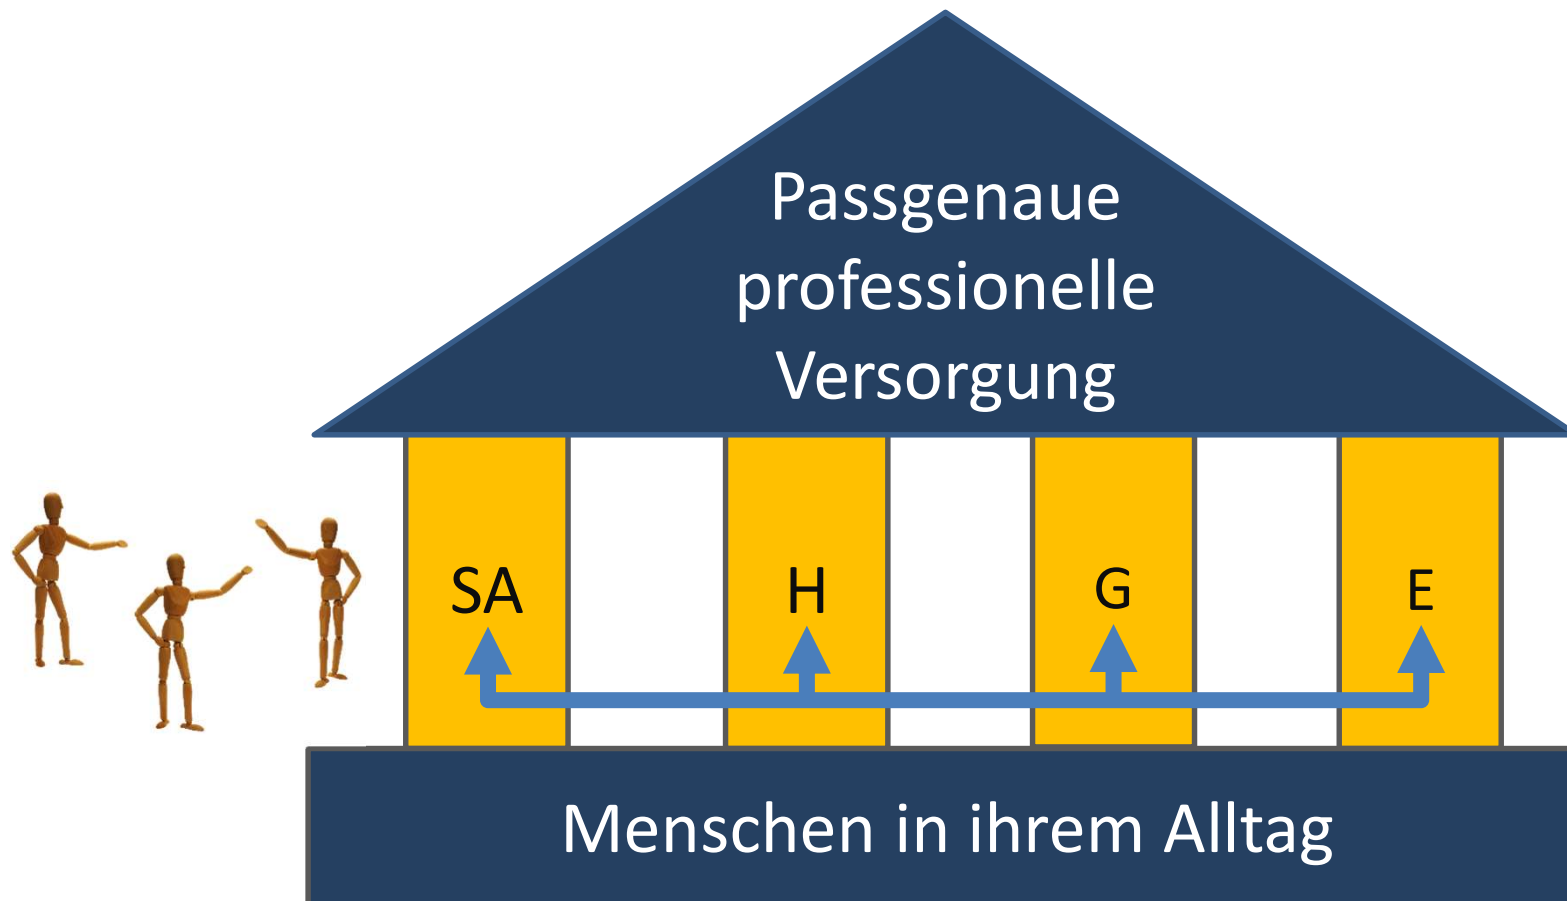 Passgenaue
professionelle
Versorgung
SA H G E
Menschen in ihrem Alltag